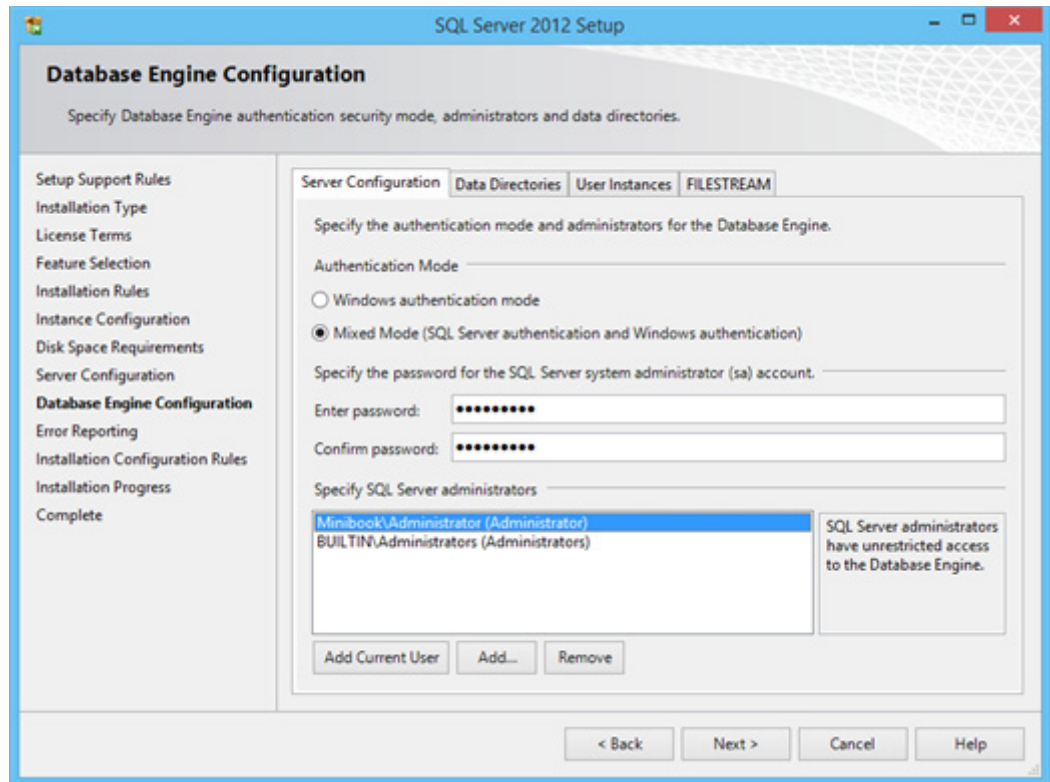 SQL Server 2012 Setup
Database Engine Configuration
Specify Database Engine authentication security mode, administrators and data directories.
Setup Support Rules
Installation Type
License Terms
Feature Selection
Installation Rules
Instance Configuration
Disk Space Requirements
Server Configuration
Database Engine Configuration
Error Reporting
Installation Configuration Rules
Installation Progress
Complete
Server Configuration Data Directories User Instances FILESTREAM
Specify the authentication mode and administrators for the Database Engine.
Authentication Mode
Windows authentication mode
Mixed Mode (SQL Server authentication and Windows authentication)
Specify the password for the SQL Server system administrator (sa) account.
Enter password: ●●●●●●●●●
Confirm password: ●●●●●●●●●
Specify SQL Server administrators
Minibook\Administrator (Administrator)
BUILTIN\Administrators (Administrators)
SQL Server administrators
have unrestricted access
to the Database Engine.
Add Current User Add... Remove
< Back Next > Cancel Help